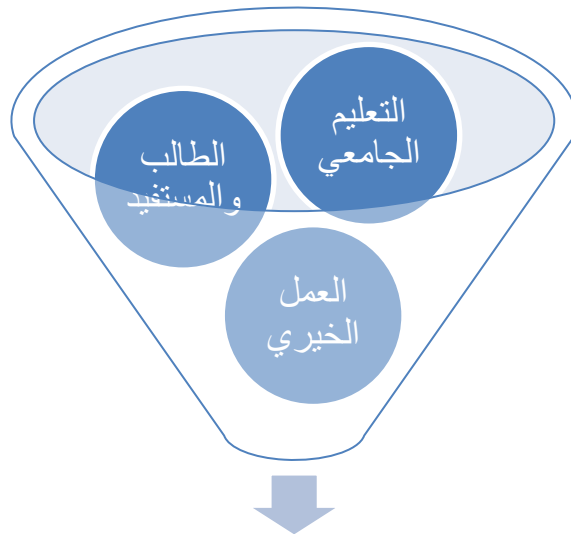 التعليم
الجامعي
الطالب
والمستفيد
العمل
الخيري